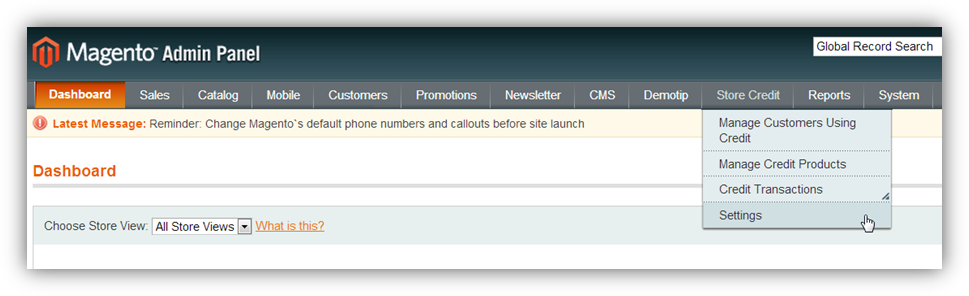 Magento Admin Panel
Global Record Search
Dashboard Sales Catalog Mobile Customers Promotions Newsletter CMS Demotip Store Credit Reports System
Latest Message: Reminder: Change Magento`s default phone numbers and callouts before site launch
Manage Customers Using
Credit
Manage Credit Products
Credit Transactions
Settings
Dashboard
Choose Store View: All Store Views What is this?